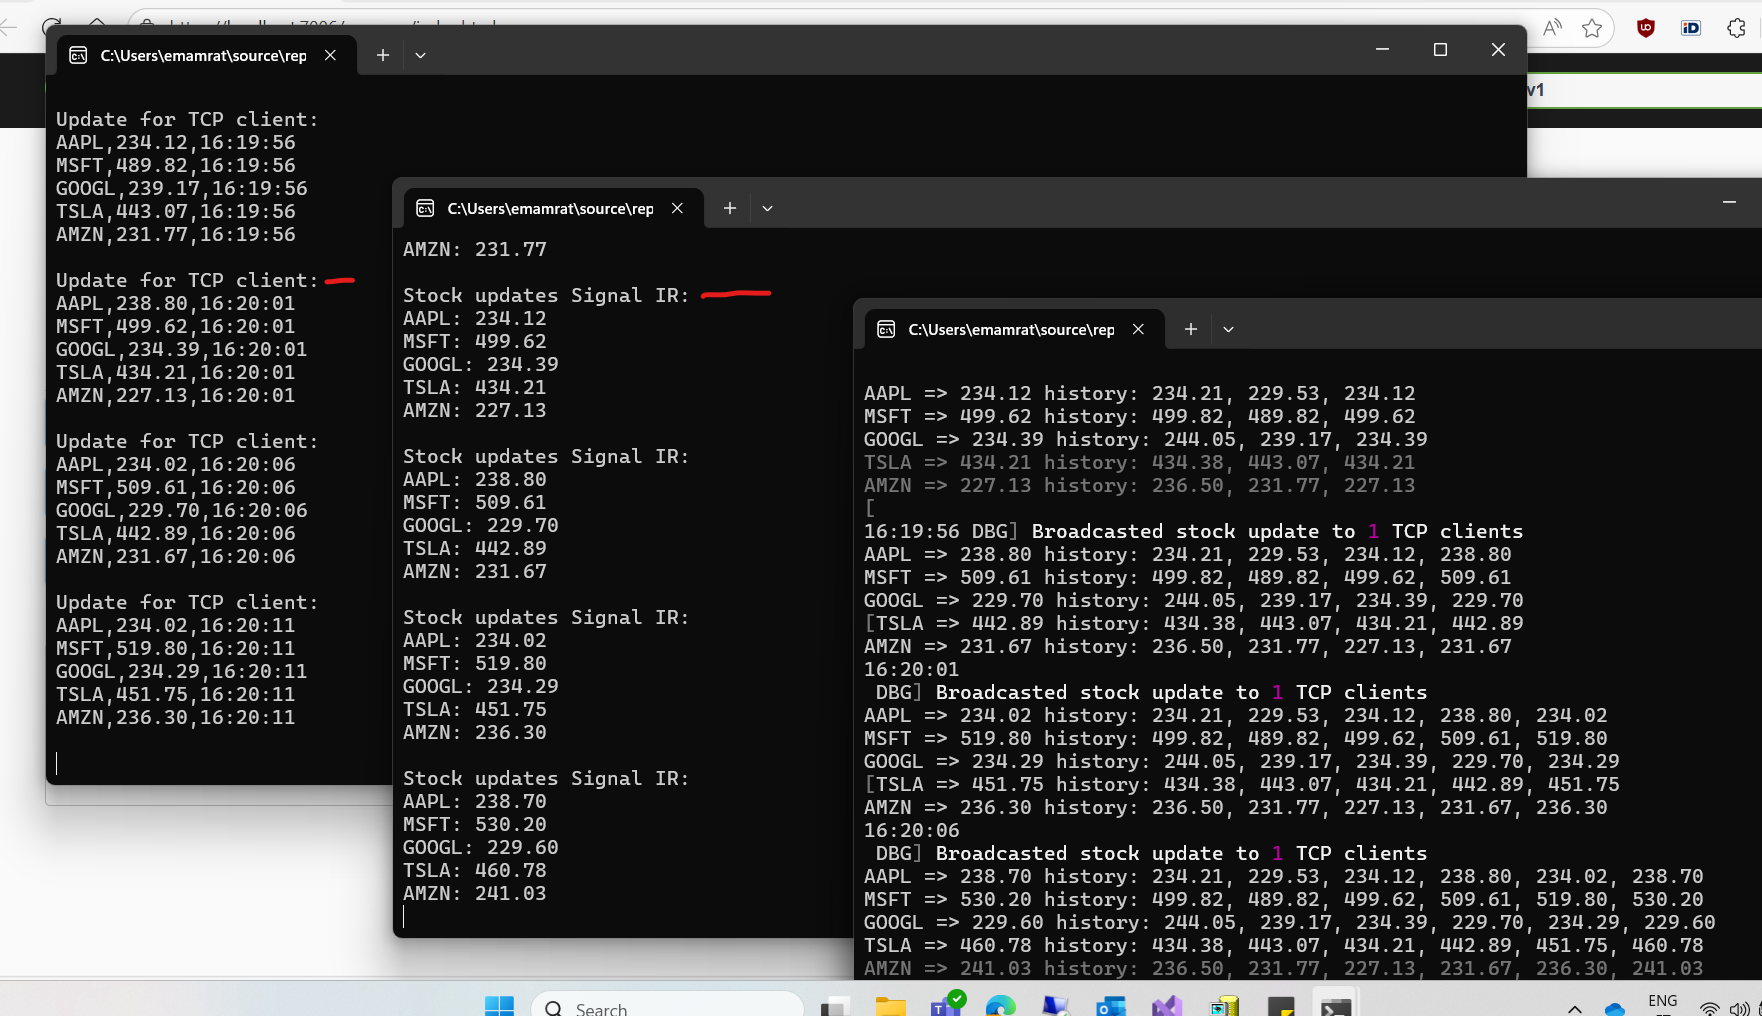 C:\Users\emamrat\source\rep
v1
Update for TCP client:
AAPL,234.12,16:19:56
MSFT,489.82,16:19:56
GOOGL,239.17,16:19:56
TSLA,443.07,16:19:56
AMZN,231.77,16:19:56
Update for TCP client:
AAPL,238.80,16:20:01
MSFT,499.62,16:20:01
GOOGL,234.39,16:20:01
TSLA,434.21,16:20:01
AMZN,227.13,16:20:01
Update for TCP client:
AAPL,234.02,16:20:06
MSFT,509.61,16:20:06
GOOGL,229.70,16:20:06
TSLA,442.89,16:20:06
AMZN,231.67,16:20:06
Update for TCP client:
AAPL,234.02,16:20:11
MSFT,519.80,16:20:11
GOOGL,234.29,16:20:11
TSLA,451.75,16:20:11
AMZN,236.30,16:20:11
C:\Users\emamrat\source\rep
AMZN: 231.77
Stock updates Signal IR:
AAPL: 234.12
MSFT: 499.62
GOOGL: 234.39
TSLA: 434.21
AMZN: 227.13
Stock updates Signal IR:
AAPL: 238.80
MSFT: 509.61
GOOGL: 229.70
TSLA: 442.89
AMZN: 231.67
Stock updates Signal IR:
AAPL: 234.02
MSFT: 519.80
GOOGL: 234.29
TSLA: 451.75
AMZN: 236.30
Stock updates Signal IR:
AAPL: 238.70
MSFT: 530.20
GOOGL: 229.60
TSLA: 460.78
AMZN: 241.03
C:\Users\emamrat\source\rep
AAPL => 234.12 history: 234.21, 229.53, 234.12
MSFT => 499.62 history: 499.82, 489.82, 499.62
GOOGL => 234.39 history: 244.05, 239.17, 234.39
TSLA => 434.21 history: 434.38, 443.07, 434.21
AMZN => 227.13 history: 236.50, 231.77, 227.13
[
16:19:56 DBG] Broadcasted stock update to 1 TCP clients
AAPL => 238.80 history: 234.21, 229.53, 234.12, 238.80
MSFT => 509.61 history: 499.82, 489.82, 499.62, 509.61
GOOGL => 229.70 history: 244.05, 239.17, 234.39, 229.70
[TSLA => 442.89 history: 434.38, 443.07, 434.21, 442.89
AMZN => 231.67 history: 236.50, 231.77, 227.13, 231.67
16:20:01
DBG] Broadcasted stock update to 1 TCP clients
AAPL => 234.02 history: 234.21, 229.53, 234.12, 238.80, 234.02
MSFT => 519.80 history: 499.82, 489.82, 499.62, 509.61, 519.80
GOOGL => 234.29 history: 244.05, 239.17, 234.39, 229.70, 234.29
[TSLA => 451.75 history: 434.38, 443.07, 434.21, 442.89, 451.75
AMZN => 236.30 history: 236.50, 231.77, 227.13, 231.67, 236.30
16:20:06
DBG] Broadcasted stock update to 1 TCP clients
AAPL => 238.70 history: 234.21, 229.53, 234.12, 238.80, 234.02, 238.70
MSFT => 530.20 history: 499.82, 489.82, 499.62, 509.61, 519.80, 530.20
GOOGL => 229.60 history: 244.05, 239.17, 234.39, 229.70, 234.29, 229.60
TSLA => 460.78 history: 434.38, 443.07, 434.21, 442.89, 451.75, 460.78
AMZN => 241.03 history: 236.50, 231.77, 227.13, 231.67, 236.30, 241.03
Search
ENG